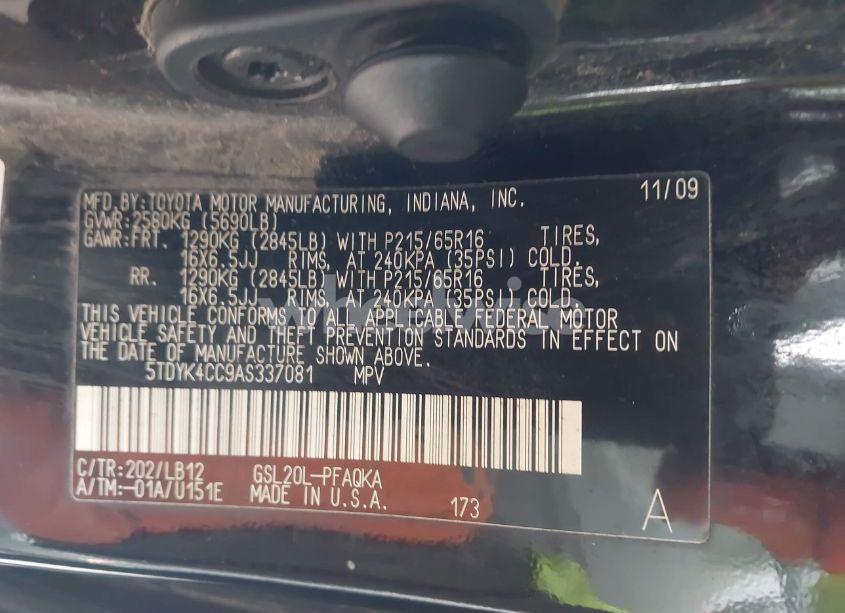 MFD.BY:TOYOTA MOTOR MANUFACTURING, INDIANA, INC. 11/09
GVWR:2580KG (5690LB)
GAWR:FRT. 1290KG (2845LB) WITH P215/65R16 TIRES,
16X6.5JJ RIMS, AT 240KPA (35PSI) COLD.
RR. 1290KG (2845LB) WITH P215/65R16 TIRES,
16X6.5JJ RIMS, AT 240KPA (35PSI) COLD.
THIS VEHICLE CONFORMS TO ALL APPLICABLE FEDERAL MOTOR
VEHICLE SAFETY AND THEFT PREVENTION STANDARDS IN EFFECT ON
THE DATE OF MANUFACTURE SHOWN ABOVE.
5TDYK4CC9AS337081 MPV
C/TR:202/LB12 GSL20L-PFAQKA
A/TM:-01A/U151E MADE IN U.S.A. 173 A